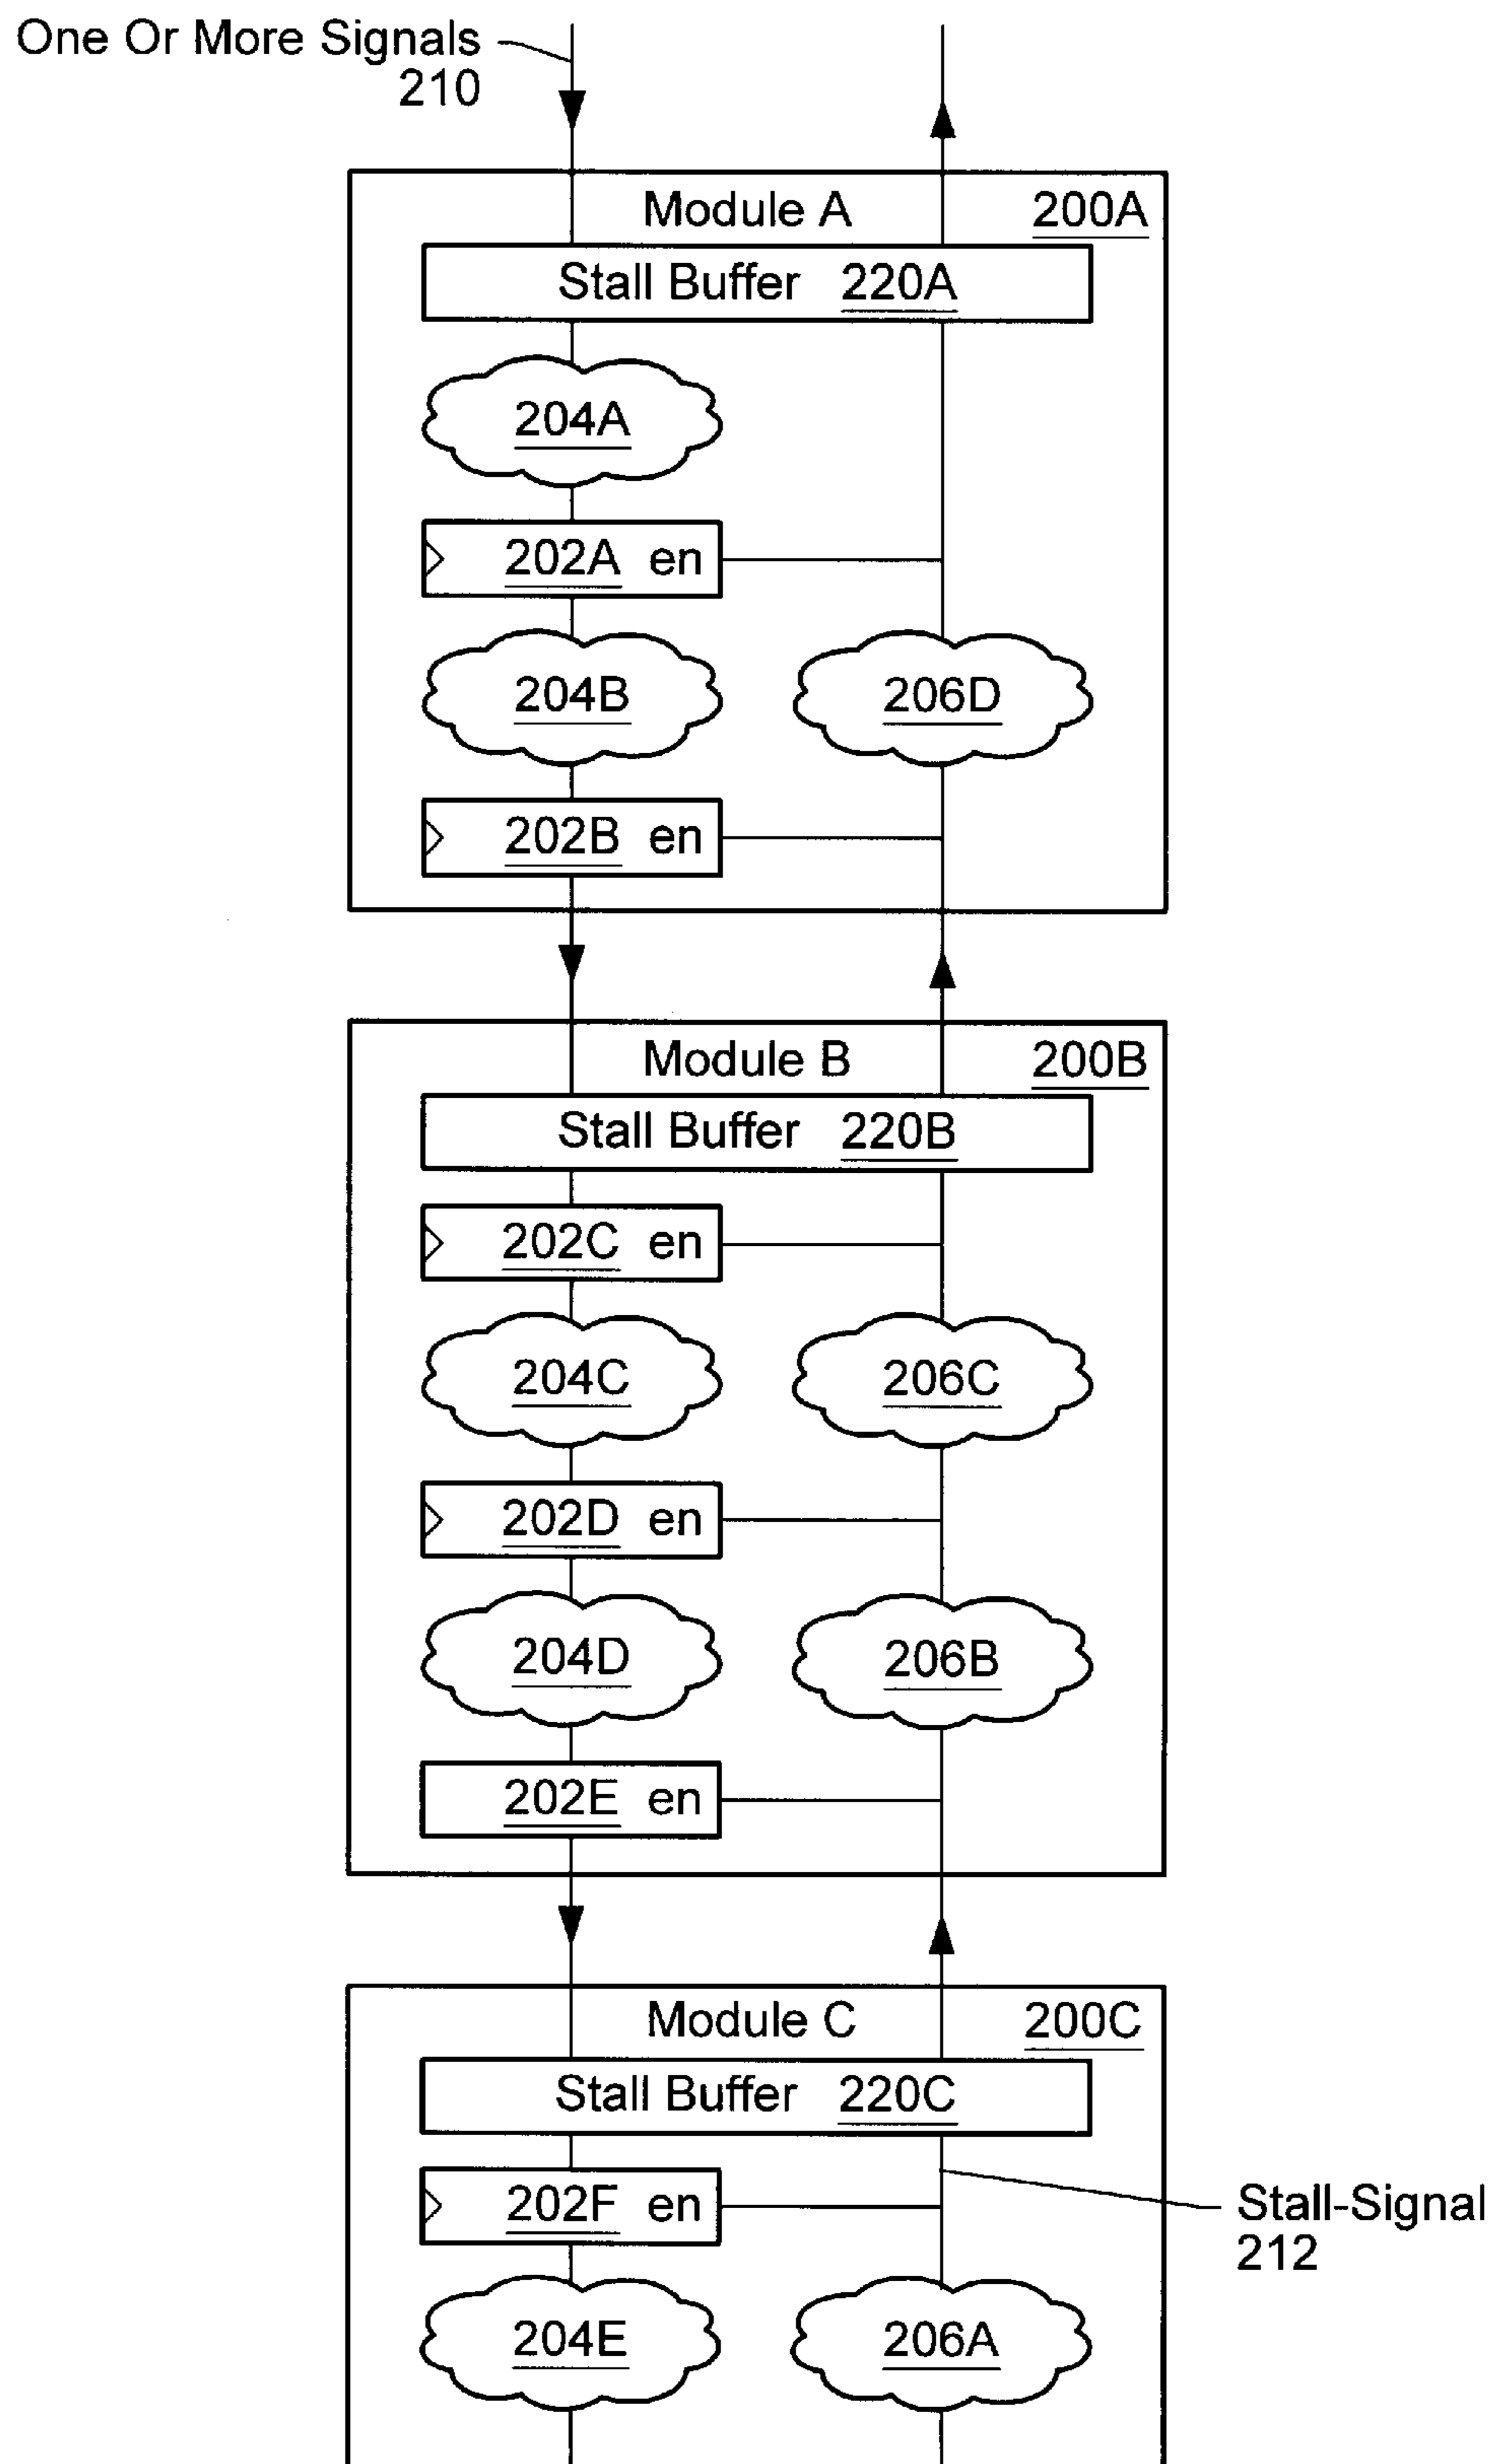 One Or More Signals
210
Module A 200A
Stall Buffer 220A
204A
202A en
204B 206D
202B en
Module B 200B
Stall Buffer 220B
202C en
204C 206C
202D en
204D 206B
202E en
Module C 200C
Stall Buffer 220C
202F en
Stall-Signal
212
204E 206A